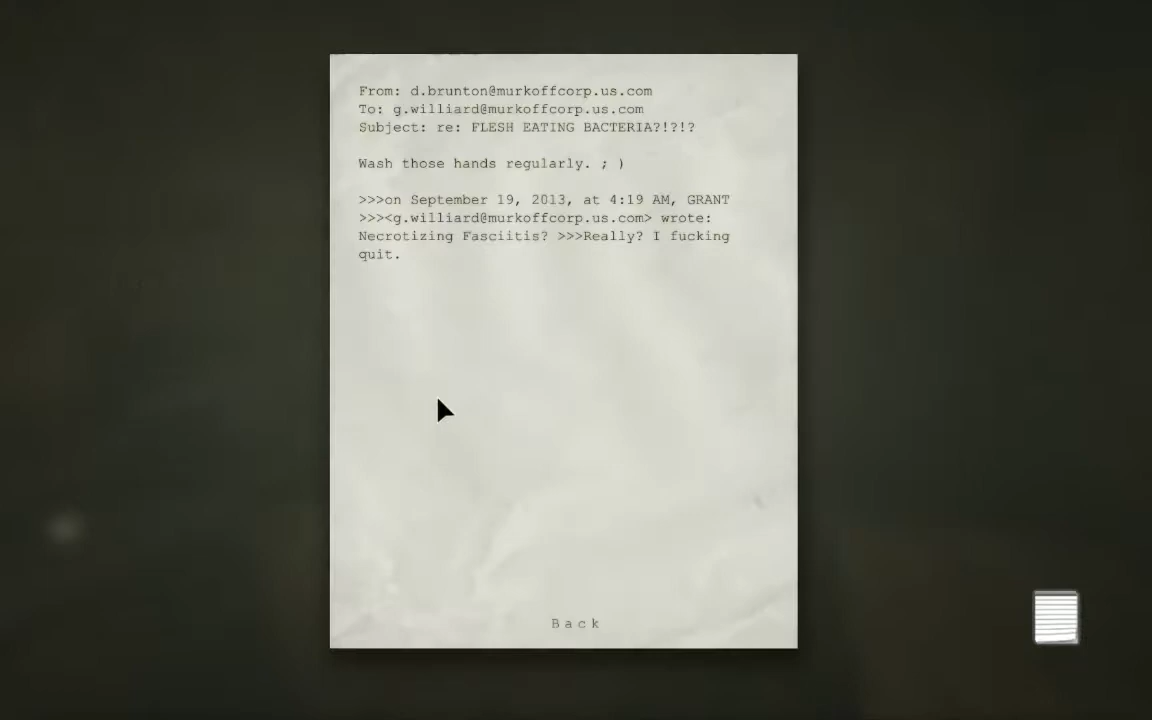 From: d.brunton@murkoffcorp.us.com
To: g.williard@murkoffcorp.us.com
Subject: re: FLESH EATING BACTERIA?!?!?
Wash those hands regularly. ; )
>>>on September 19, 2013, at 4:19 AM, GRANT
>>><g.williard@murkoffcorp.us.com> wrote:
Necrotizing Fasciitis? >>>Really? I fucking
quit.
Back